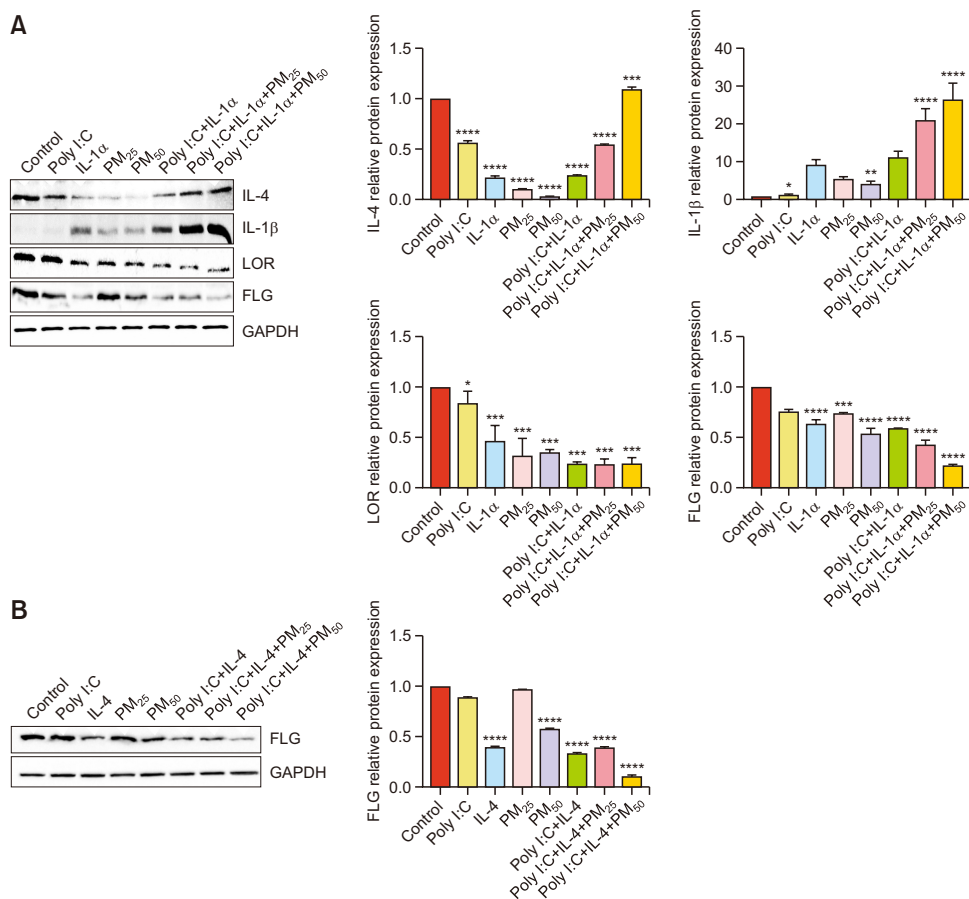 A
Control
Poly I:C
IL-1α
PM25
PM50
Poly I:C+IL-1α
Poly I:C+IL-1α+PM25
Poly I:C+IL-1α+PM50
IL-4
IL-1β
LOR
FLG
GAPDH
IL-4 relative protein expression
1.5
1.0
0.5
0.0
****
****
****
****
****
****
***
Control
Poly I:C
IL-1α
PM25
PM50
Poly I:C+IL-1α
Poly I:C+IL-1α+PM25
Poly I:C+IL-1α+PM50
IL-1β relative protein expression
40
30
20
10
0
*
**
****
****
Control
Poly I:C
IL-1α
PM25
PM50
Poly I:C+IL-1α
Poly I:C+IL-1α+PM25
Poly I:C+IL-1α+PM50
LOR relative protein expression
1.5
1.0
0.5
0.0
*
***
***
***
***
***
***
Control
Poly I:C
IL-1α
PM25
PM50
Poly I:C+IL-1α
Poly I:C+IL-1α+PM25
Poly I:C+IL-1α+PM50
FLG relative protein expression
1.5
1.0
0.5
0.0
****
***
****
****
****
****
Control
Poly I:C
IL-1α
PM25
PM50
Poly I:C+IL-1α
Poly I:C+IL-1α+PM25
Poly I:C+IL-1α+PM50
B
Control
Poly I:C
IL-4
PM25
PM50
Poly I:C+IL-4
Poly I:C+IL-4+PM25
Poly I:C+IL-4+PM50
FLG
GAPDH
FLG relative protein expression
1.5
1.0
0.5
0.0
****
****
****
****
****
Control
Poly I:C
IL-4
PM25
PM50
Poly I:C+IL-4
Poly I:C+IL-4+PM25
Poly I:C+IL-4+PM50